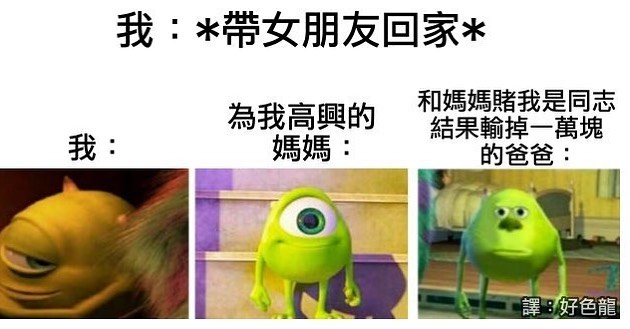 我：*帶女朋友回家*
我：
為我高興的
媽媽：
和媽媽賭我是同志
結果輸掉一萬塊
的爸爸：
譯：好色龍